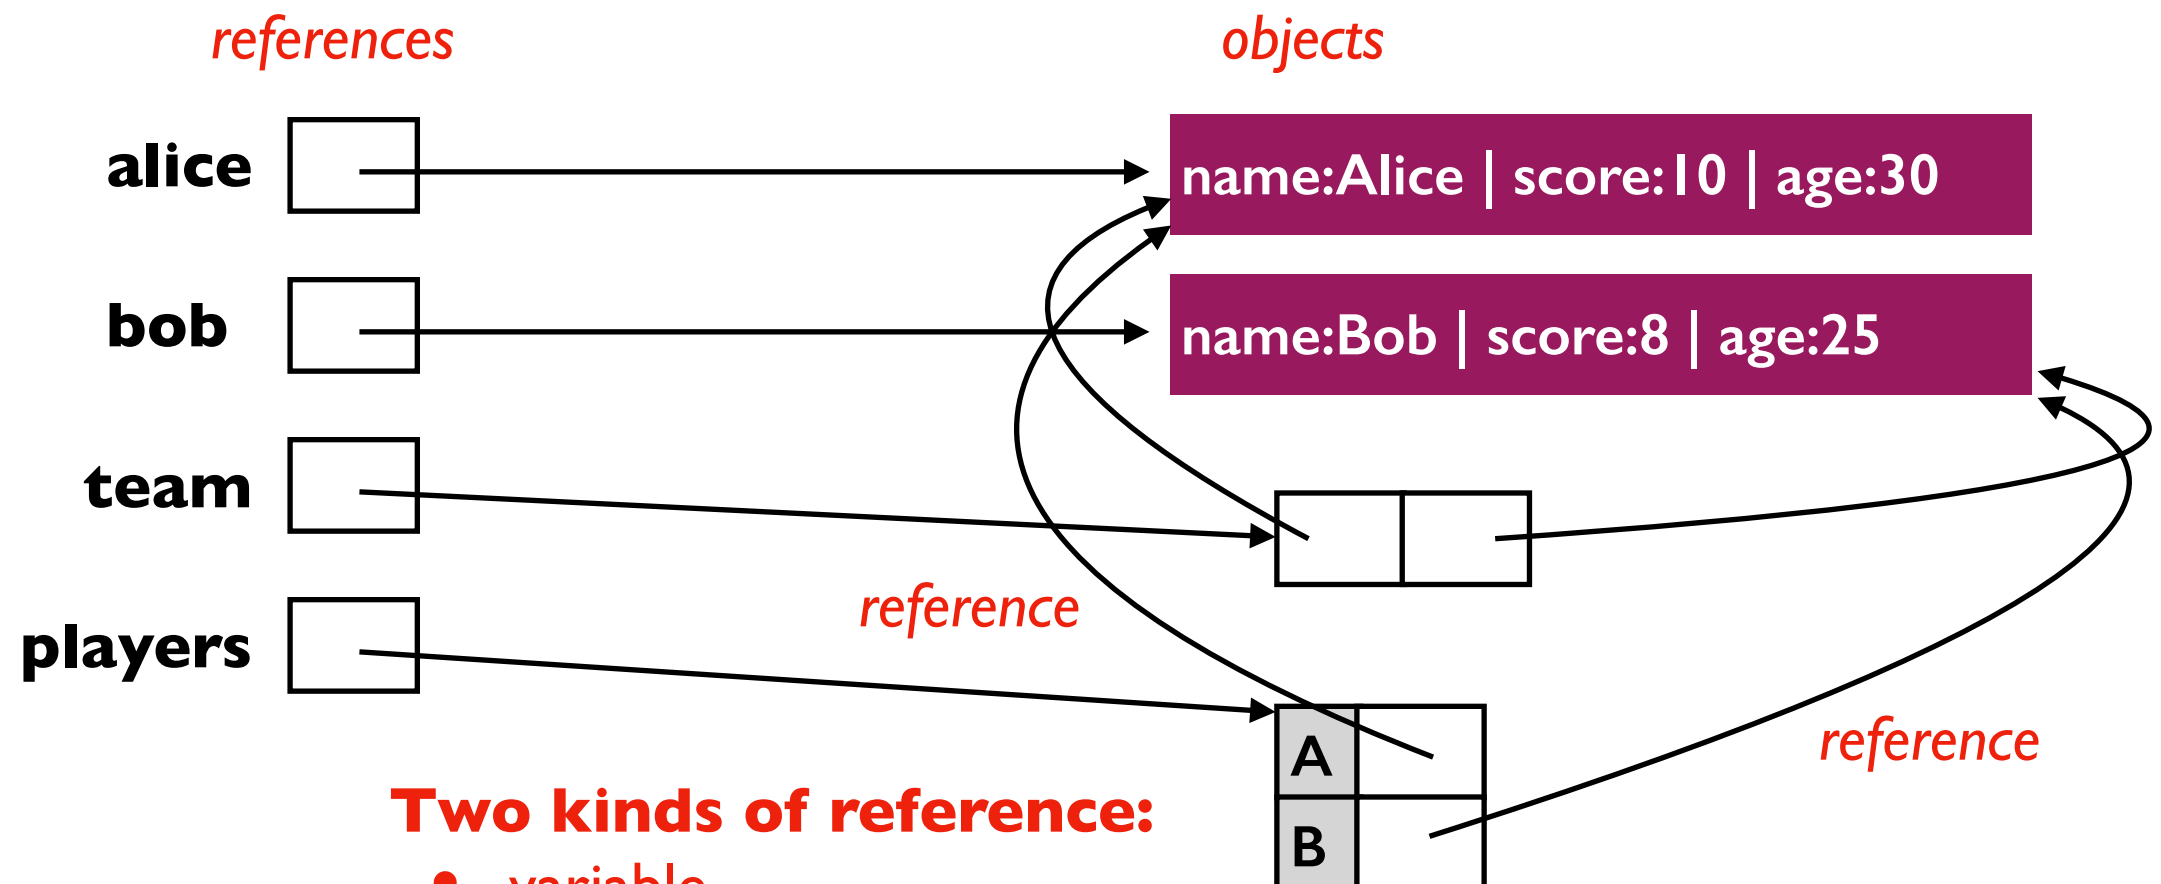 references
objects
alice
name:Alice | score:10 | age:30
bob
name:Bob | score:8 | age:25
team
reference
players
reference
A
Two kinds of reference:
B
• variable